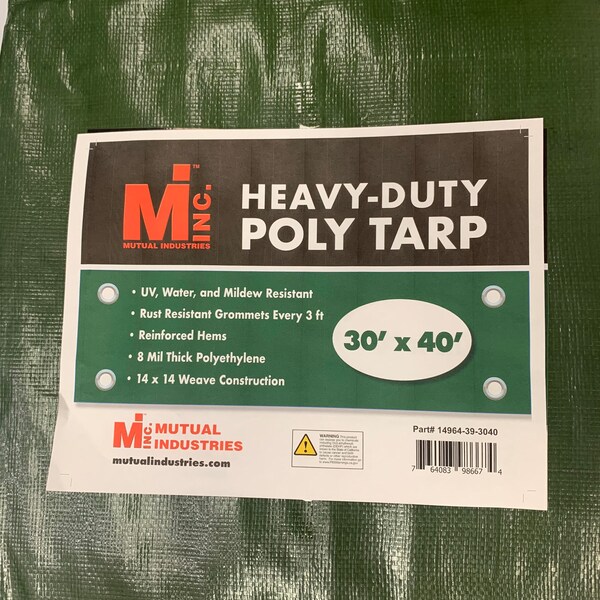 Mi INC.™
MUTUAL INDUSTRIES
HEAVY-DUTY
POLY TARP
• UV, Water, and Mildew Resistant
• Rust Resistant Grommets Every 3 ft
• Reinforced Hems
• 8 Mil Thick Polyethylene
• 14 x 14 Weave Construction
30' x 40'
Mi INC. MUTUAL
INDUSTRIES
mutualindustries.com
WARNING
Part# 14964-39-3040
7 64083 98667 4